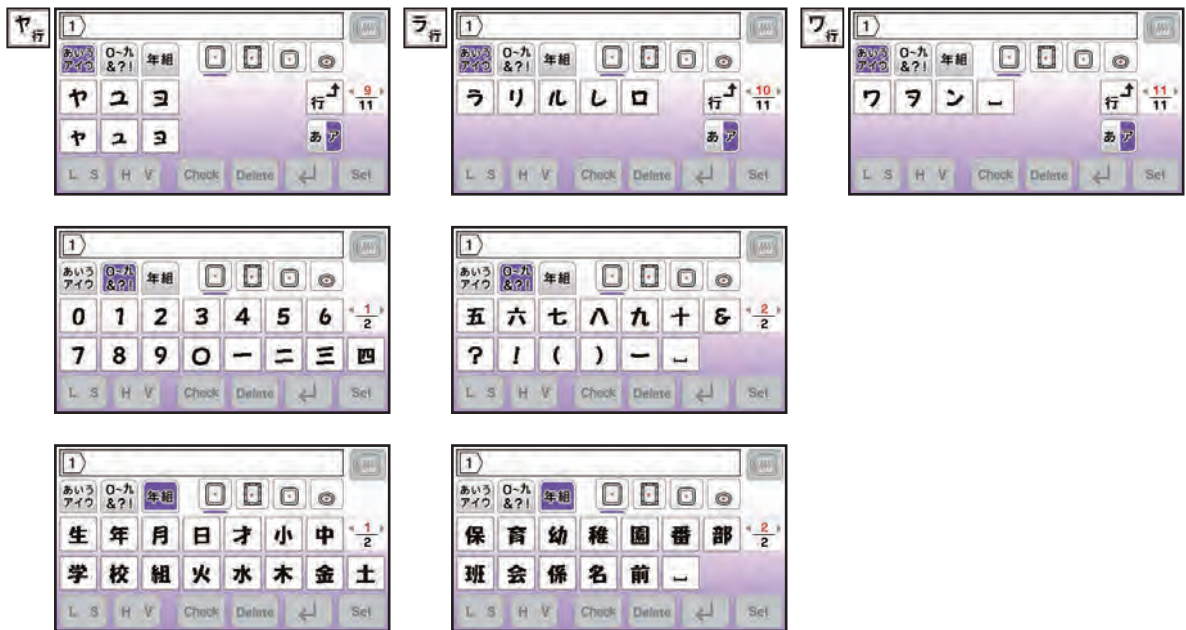 ヤ行
1
あいう アイウ 0~九 &?! 年組
ヤ ユ ヨ 行 9/11
ャ ュ ョ あ ア
L S H V Check Delete Set
ラ行
1
あいう アイウ 0~九 &?! 年組
ラ リ ル レ ロ 行 10/11
あ ア
L S H V Check Delete Set
ワ行
1
あいう アイウ 0~九 &?! 年組
ワ ヲ ン ⎵ 行 11/11
あ ア
L S H V Check Delete Set
1
あいう アイウ 0~九 &?! 年組
0 1 2 3 4 5 6 1/2
7 8 9 〇 一 二 三 四
L S H V Check Delete Set
1
あいう アイウ 0~九 &?! 年組
五 六 七 八 九 十 & 2/2
? ! ( ) ー ⎵
L S H V Check Delete Set
1
あいう アイウ 0~九 &?! 年組
生 年 月 日 才 小 中 1/2
学 校 組 火 水 木 金 土
L S H V Check Delete Set
1
あいう アイウ 0~九 &?! 年組
保 育 幼 稚 園 番 部 2/2
班 会 係 名 前 ⎵
L S H V Check Delete Set